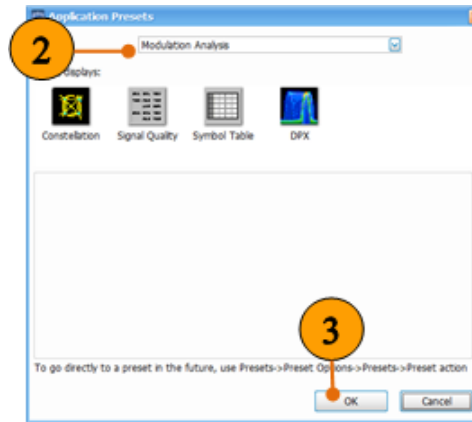 Application Presets
2
Modulation Analysis
displays:
Constellation Signal Quality Symbol Table DPX
3
To go directly to a preset in the future, use Presets->Preset Options->Presets->Preset action
OK Cancel